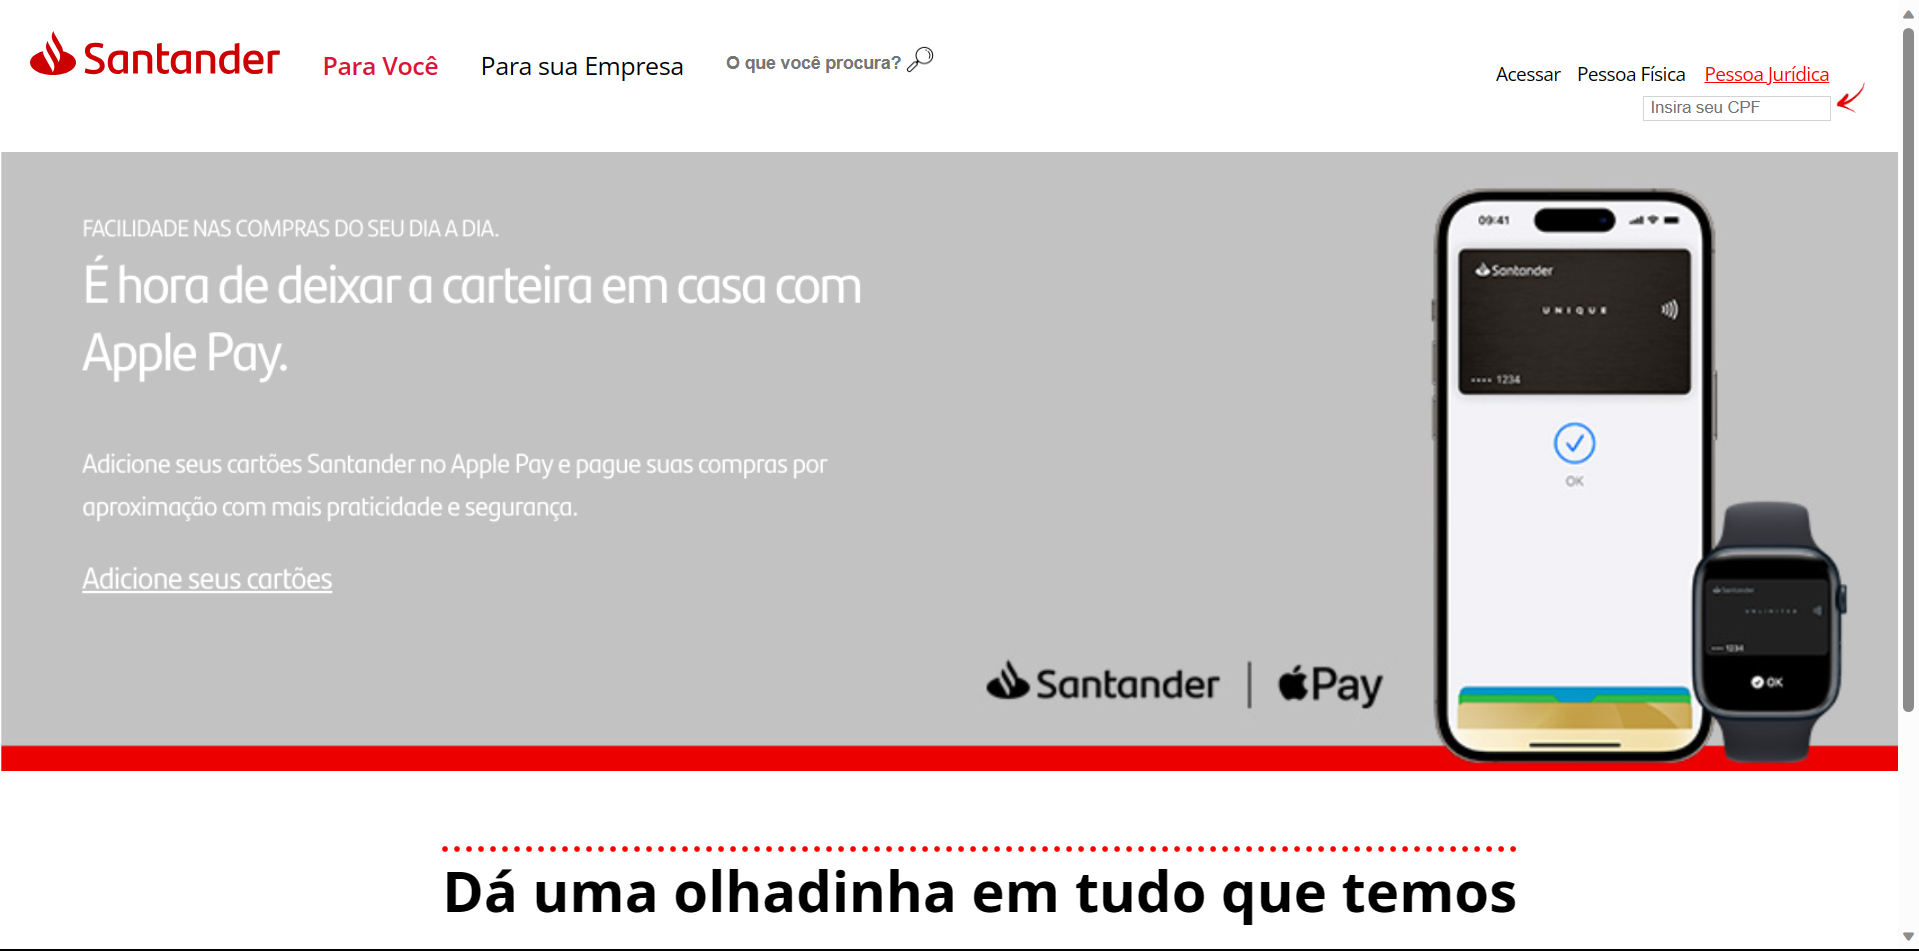 Santander
Para Você
Para sua Empresa
O que você procura?
Acessar
Pessoa Física
Pessoa Jurídica
Insira seu CPF
FACILIDADE NAS COMPRAS DO SEU DIA A DIA.
É hora de deixar a carteira em casa com
Apple Pay.
Adicione seus cartões Santander no Apple Pay e pague suas compras por
aproximação com mais praticidade e segurança.
Adicione seus cartões
Santander
Pay
09:41
Santander
UNIQUE
•••• 1234
OK
Santander
UNLIMITED
•••• 1234
OK
Dá uma olhadinha em tudo que temos